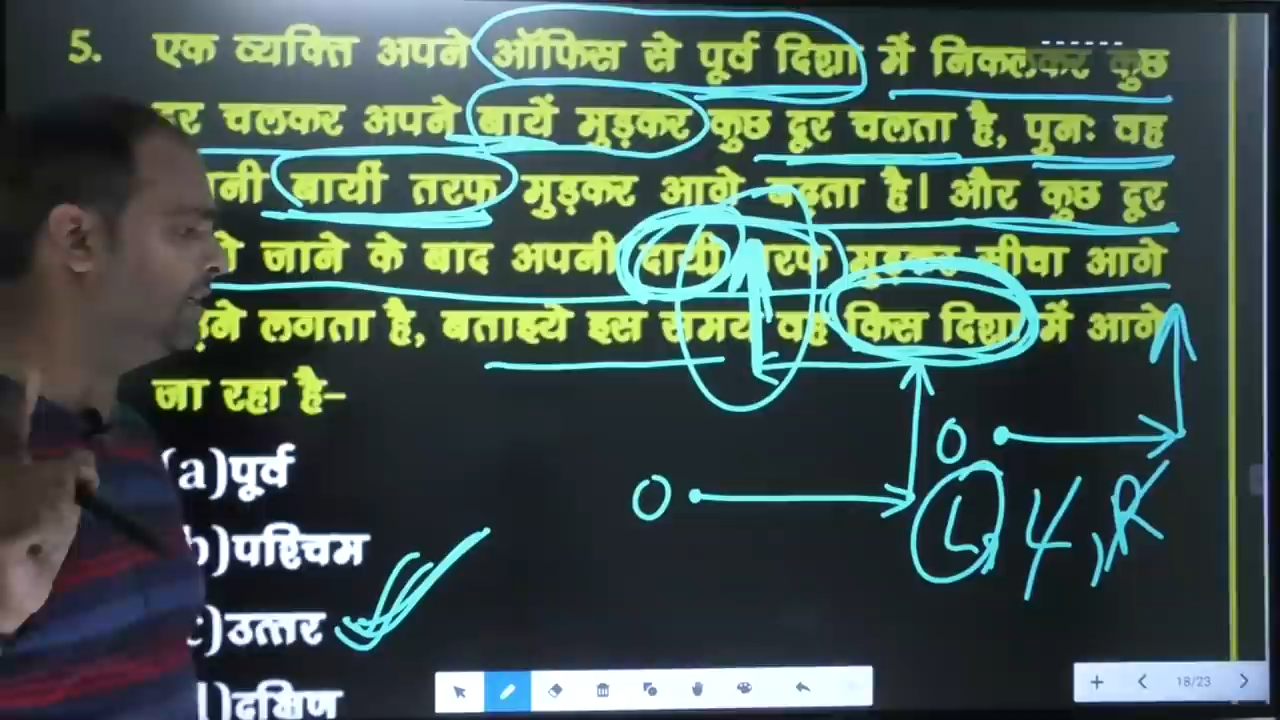 5. एक व्यक्ति अपने ऑफिस से पूर्व दिशा में निकलकर कुछ
दूर चलकर अपने बायें मुड़कर कुछ दूर चलता है, पुनः वह
बायीं तरफ मुड़कर आगे बढ़ता है। और कुछ दूर
जाने के बाद अपनी दायी तरफ मुड़कर सीधा आगे
लगता है, बताइये इस समय वह किस दिशा में आगे
जा रहा है-
(a)पूर्व
b)पश्चिम
c)उत्तर
d)दक्षिण
O
O
L, L, R
18/23